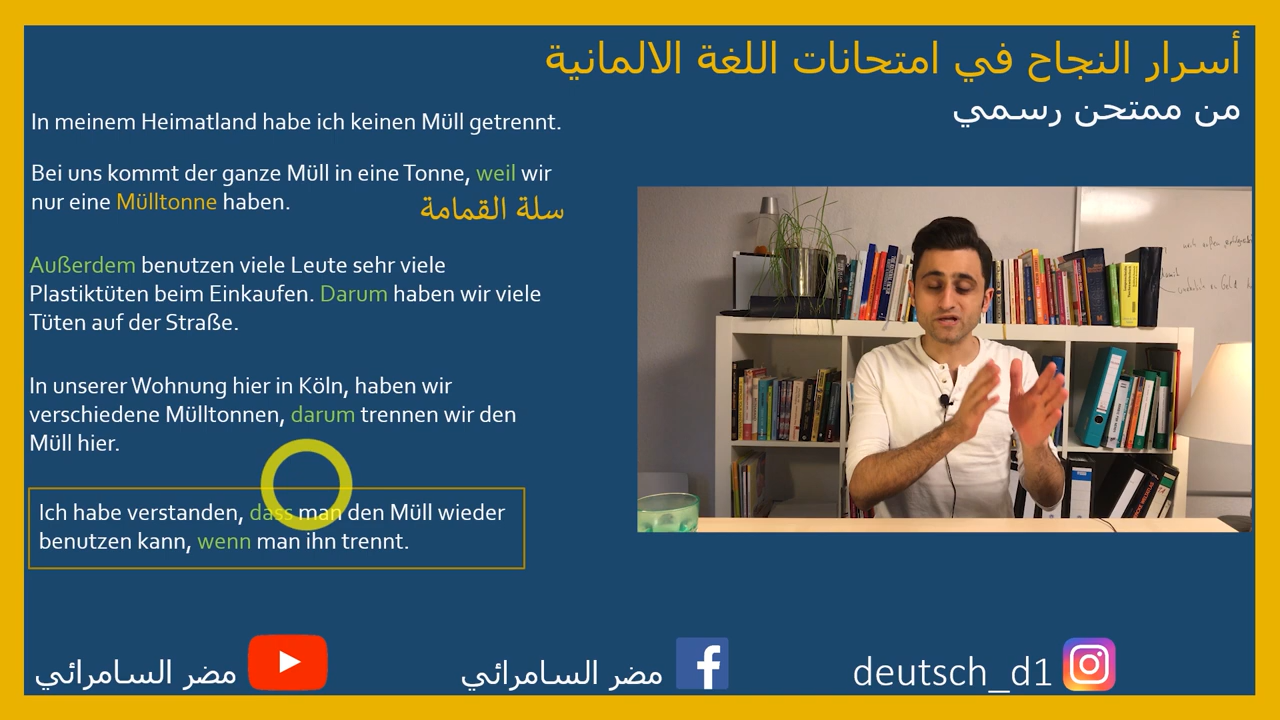 أسرار النجاح في امتحانات اللغة الالمانية
من ممتحن رسمي
In meinem Heimatland habe ich keinen Müll getrennt.
Bei uns kommt der ganze Müll in eine Tonne, weil wir
nur eine Mülltonne haben.
سلة القمامة
Außerdem benutzen viele Leute sehr viele
Plastiktüten beim Einkaufen. Darum haben wir viele
Tüten auf der Straße.
In unserer Wohnung hier in Köln, haben wir
verschiedene Mülltonnen, darum trennen wir den
Müll hier.
Ich habe verstanden, dass man den Müll wieder
benutzen kann, wenn man ihn trennt.
مضر السامرائي
مضر السامرائي
deutsch_d1